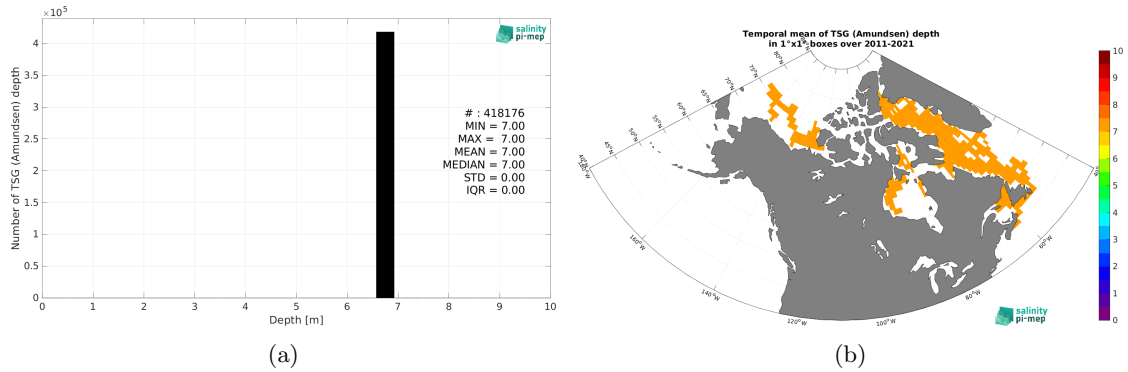 ×10⁵
4
3.5
3
2.5
2
1.5
1
0.5
0
Number of TSG (Amundsen) depth
salinity
pi-mep
# : 418176
MIN = 7.00
MAX = 7.00
MEAN = 7.00
MEDIAN = 7.00
STD = 0.00
IQR = 0.00
0 1 2 3 4 5 6 7 8 9 10
Depth [m]
(a)
Temporal mean of TSG (Amundsen) depth
in 1°x1° boxes over 2011-2021
80°N
75°N
70°N
65°N
60°N
55°N
50°N
45°N
160°W
140°W
120°W
100°W
80°W
60°W
10
9
8
7
6
5
4
3
2
1
0
salinity
pi-mep
(b)